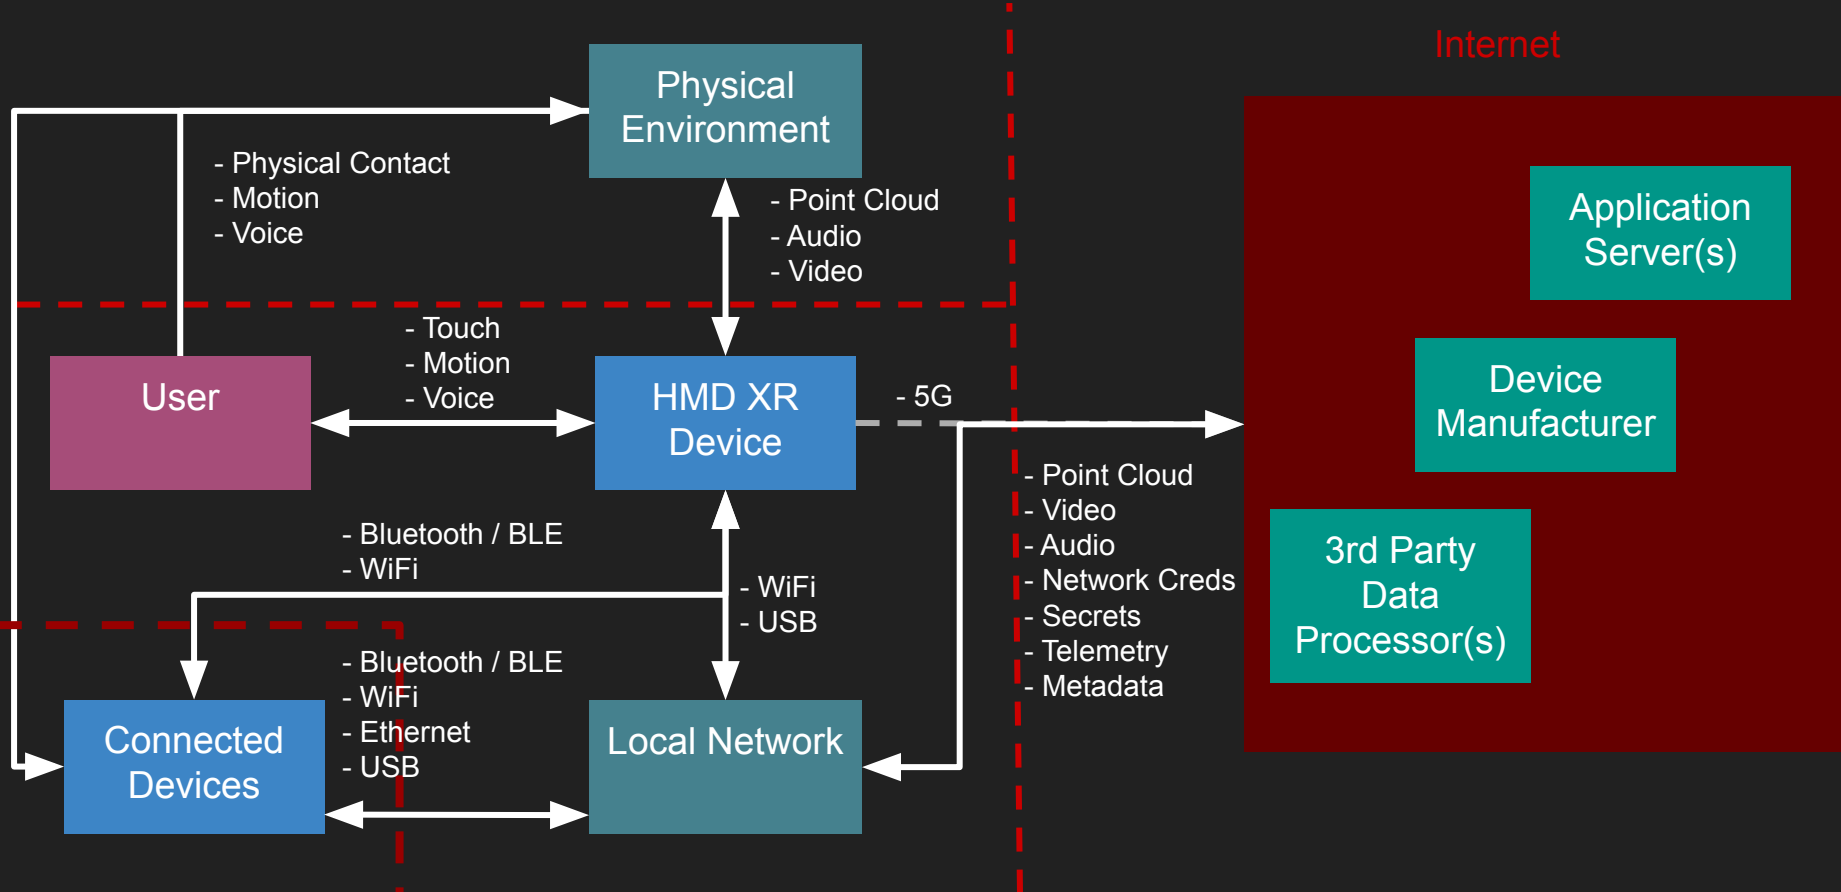 Internet
Physical
Environment
- Physical Contact
- Motion
- Voice
- Point Cloud
- Audio
- Video
Application
Server(s)
- Touch
- Motion
- Voice
User
HMD XR
Device
- 5G
Device
Manufacturer
- Point Cloud
- Video
- Audio
- Network Creds
- Secrets
- Telemetry
- Metadata
- Bluetooth / BLE
- WiFi
- WiFi
- USB
3rd Party
Data
Processor(s)
- Bluetooth / BLE
- WiFi
- Ethernet
- USB
Connected
Devices
Local Network